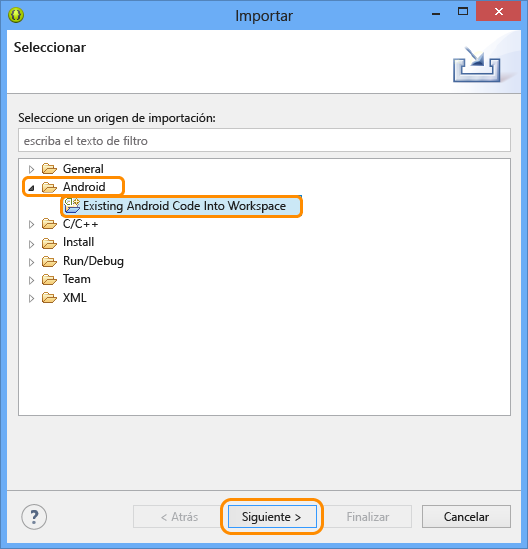 Importar
Seleccionar
Seleccione un origen de importación:
escriba el texto de filtro
General
Android
Existing Android Code Into Workspace
C/C++
Install
Run/Debug
Team
XML
?
< Atrás
Siguiente >
Finalizar
Cancelar